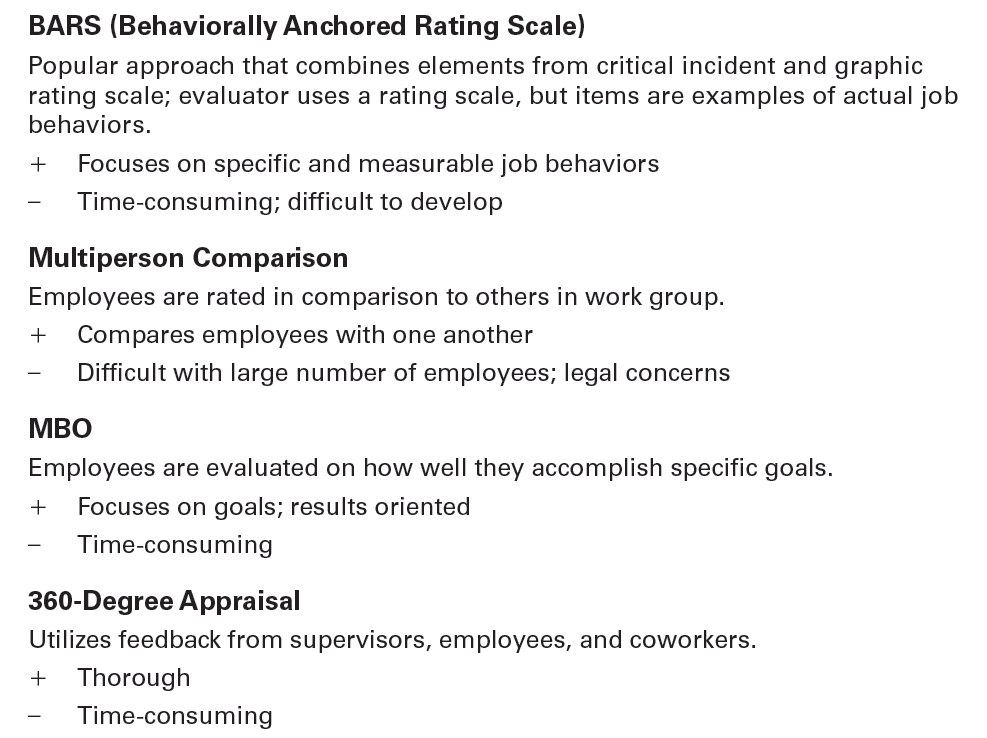 BARS (Behaviorally Anchored Rating Scale)
Popular approach that combines elements from critical incident and graphic
rating scale; evaluator uses a rating scale, but items are examples of actual job
behaviors.
+ Focuses on specific and measurable job behaviors
– Time-consuming; difficult to develop
Multiperson Comparison
Employees are rated in comparison to others in work group.
+ Compares employees with one another
– Difficult with large number of employees; legal concerns
MBO
Employees are evaluated on how well they accomplish specific goals.
+ Focuses on goals; results oriented
– Time-consuming
360-Degree Appraisal
Utilizes feedback from supervisors, employees, and coworkers.
+ Thorough
– Time-consuming